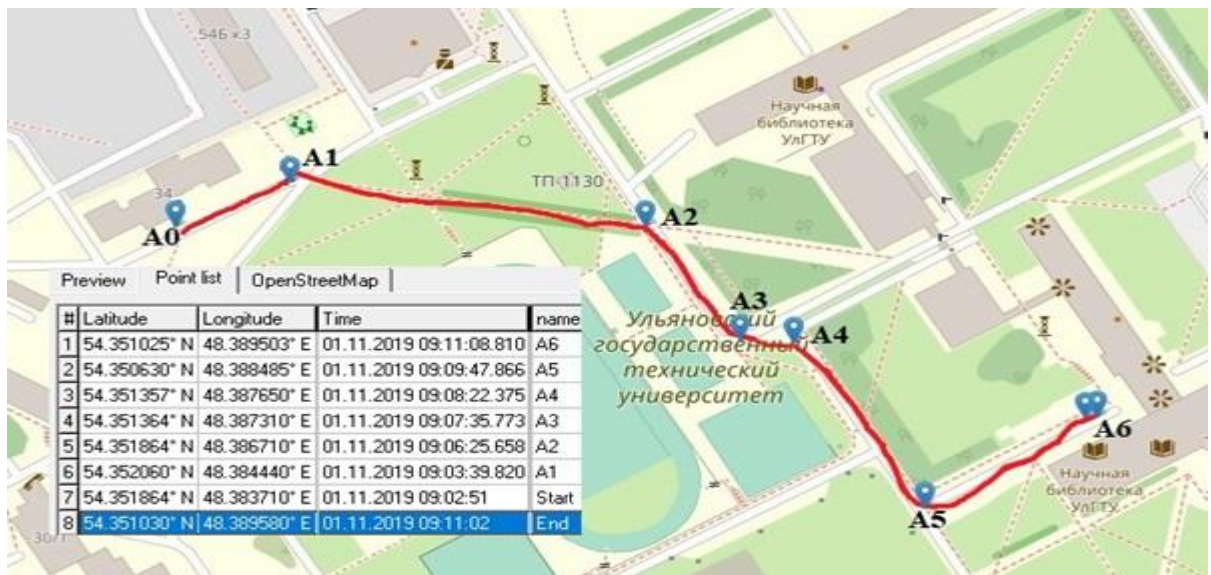 54Б к3
Научная
библиотека
УлГТУ
A1
34
ТП 1130
A0
A2
Preview Point list OpenStreetMap
# Latitude Longitude Time name
1 54.351025° N 48.389503° E 01.11.2019 09:11:08.810 A6
2 54.350630° N 48.388485° E 01.11.2019 09:09:47.866 A5
3 54.351357° N 48.387650° E 01.11.2019 09:08:22.375 A4
4 54.351364° N 48.387310° E 01.11.2019 09:07:35.773 A3
5 54.351864° N 48.386710° E 01.11.2019 09:06:25.658 A2
6 54.352060° N 48.384440° E 01.11.2019 09:03:39.820 A1
7 54.351864° N 48.383710° E 01.11.2019 09:02:51 Start
8 54.351030° N 48.389580° E 01.11.2019 09:11:02 End
A3
Ульяновский
государственный
технический
университет
A4
A6
Научная
библиотека
УлГТУ
A5